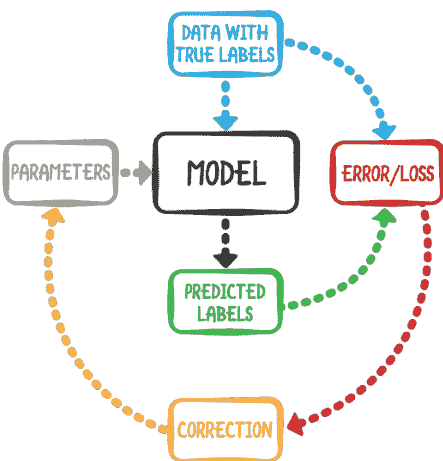 DATA WITH
TRUE LABELS
PARAMETERS
MODEL
ERROR/LOSS
PREDICTED
LABELS
CORRECTION